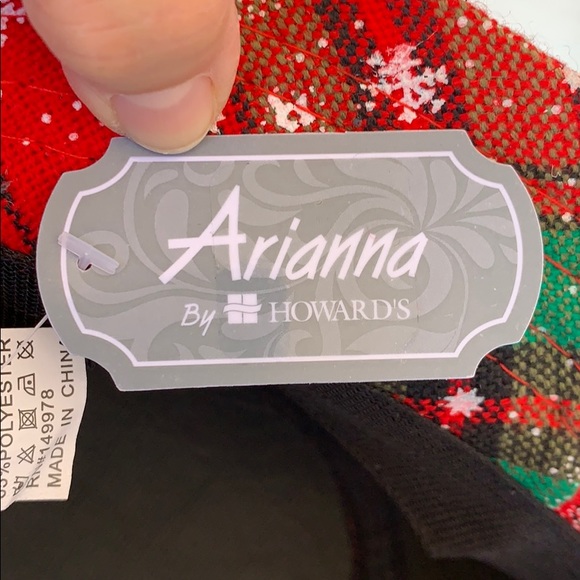 Arianna
By HOWARD'S
%POLYESTER
RN#149978
MADE IN CHINA